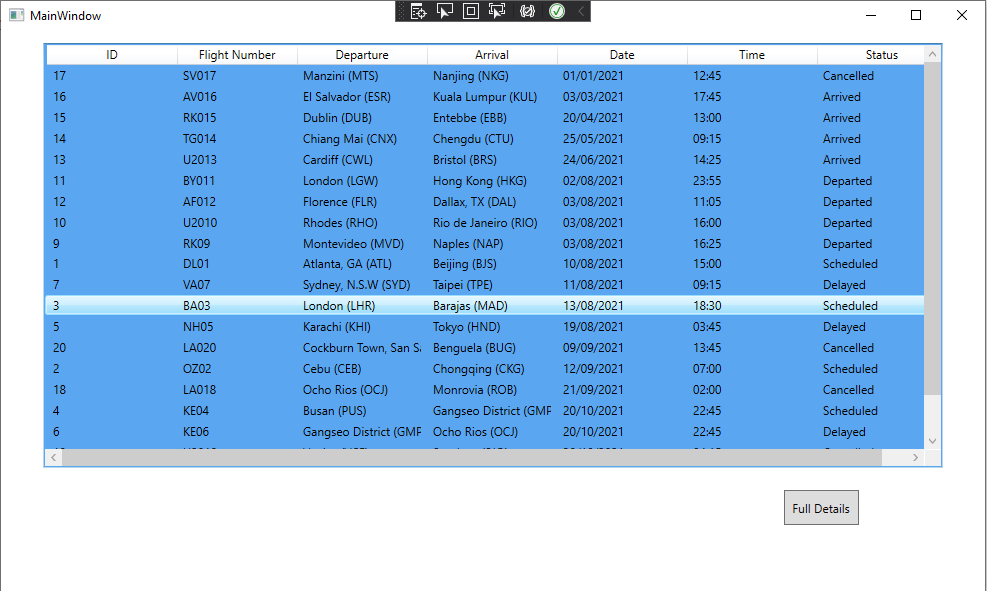 MainWindow
ID Flight Number Departure Arrival Date Time Status
17 SV017 Manzini (MTS) Nanjing (NKG) 01/01/2021 12:45 Cancelled
16 AV016 El Salvador (ESR) Kuala Lumpur (KUL) 03/03/2021 17:45 Arrived
15 RK015 Dublin (DUB) Entebbe (EBB) 20/04/2021 13:00 Arrived
14 TG014 Chiang Mai (CNX) Chengdu (CTU) 25/05/2021 09:15 Arrived
13 U2013 Cardiff (CWL) Bristol (BRS) 24/06/2021 14:25 Arrived
11 BY011 London (LGW) Hong Kong (HKG) 02/08/2021 23:55 Departed
12 AF012 Florence (FLR) Dallax, TX (DAL) 03/08/2021 11:05 Departed
10 U2010 Rhodes (RHO) Rio de Janeiro (RIO) 03/08/2021 16:00 Departed
9 RK09 Montevideo (MVD) Naples (NAP) 03/08/2021 16:25 Departed
1 DL01 Atlanta, GA (ATL) Beijing (BJS) 10/08/2021 15:00 Scheduled
7 VA07 Sydney, N.S.W (SYD) Taipei (TPE) 11/08/2021 09:15 Delayed
3 BA03 London (LHR) Barajas (MAD) 13/08/2021 18:30 Scheduled
5 NH05 Karachi (KHI) Tokyo (HND) 19/08/2021 03:45 Delayed
20 LA020 Cockburn Town, San Sa Benguela (BUG) 09/09/2021 13:45 Cancelled
2 OZ02 Cebu (CEB) Chongqing (CKG) 12/09/2021 07:00 Scheduled
18 LA018 Ocho Rios (OCJ) Monrovia (ROB) 21/09/2021 02:00 Cancelled
4 KE04 Busan (PUS) Gangseo District (GMP 20/10/2021 22:45 Scheduled
6 KE06 Gangseo District (GMP Ocho Rios (OCJ) 20/10/2021 22:45 Delayed
Full Details